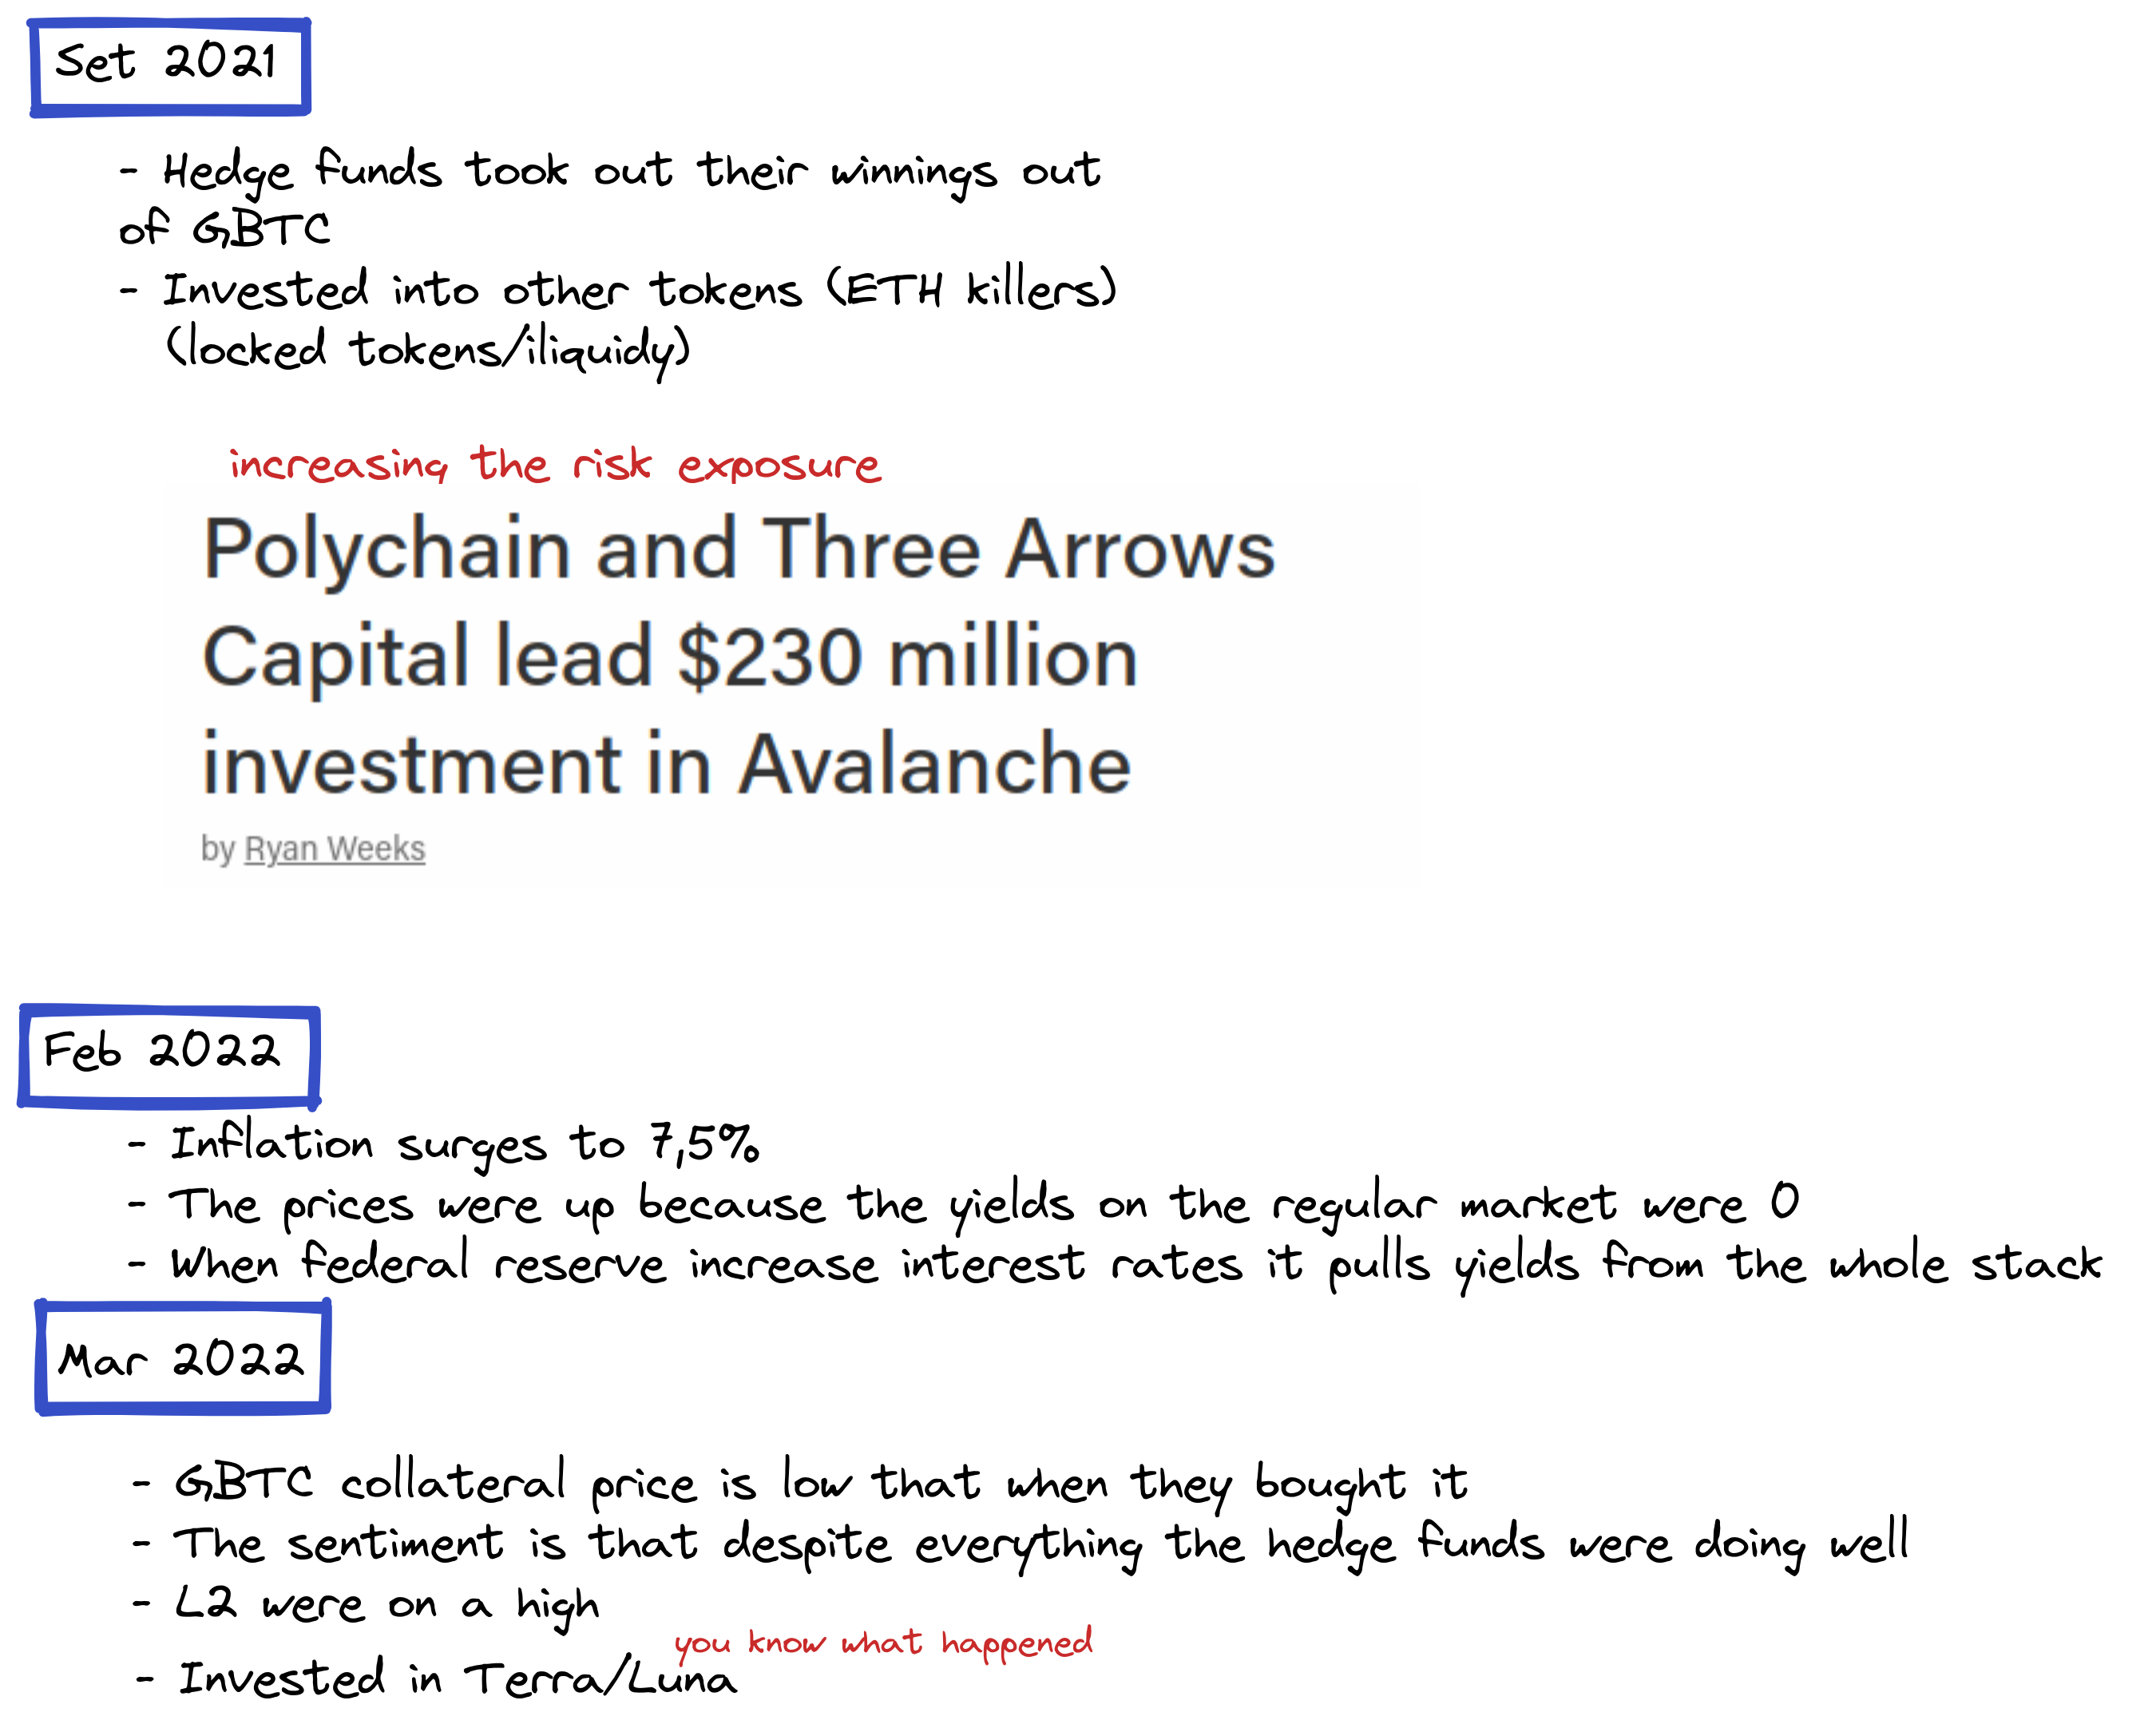 Set 2021
- Hedge funds took out their winnings out
of GBTC
- Invested into other tokens (ETH killers)
(locked tokens/iliquidy)
increasing the risk exposure
Polychain and Three Arrows
Capital lead $230 million
investment in Avalanche
by Ryan Weeks
Feb 2022
- Inflation surges to 7,5%
- The prices were up because the yields on the regular market were 0
- When federal reserve increase interest rates it pulls yields from the whole stack
Mar 2022
- GBTC collateral price is low that when they bought it
- The sentiment is that despite everything the hedge funds were doing well
- L2 were on a high
you know what happened
- Invested in Terra/Luna